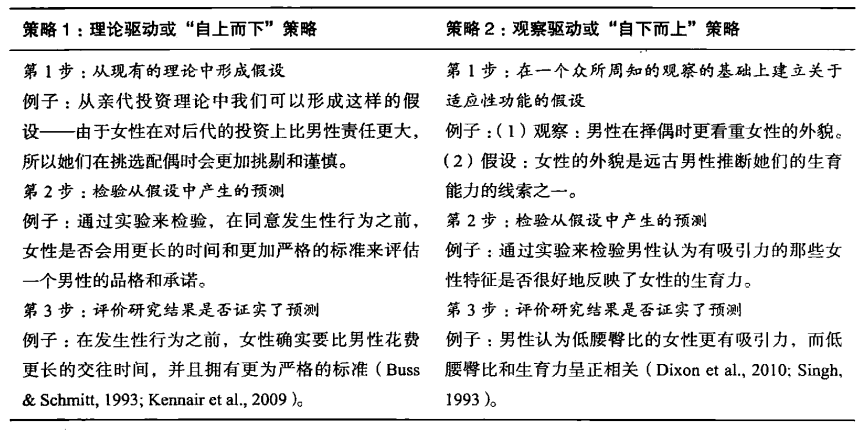 策略1：理论驱动或“自上而下”策略
第1步：从现有的理论中形成假设
例子：从亲代投资理论中我们可以形成这样的假
设——由于女性在对后代的投资上比男性责任更大，
所以她们在挑选配偶时会更加挑剔和谨慎。
第2步：检验从假设中产生的预测
例子：通过实验来检验，在同意发生性行为之前，
女性是否会用更长的时间和更加严格的标准来评估
一个男性的品格和承诺。
第3步：评价研究结果是否证实了预测
例子：在发生性行为之前，女性确实要比男性花费
更长的交往时间，并且拥有更为严格的标准（Buss
& Schmitt, 1993; Kennair et al., 2009）。
策略2：观察驱动或“自下而上”策略
第1步：在一个众所周知的观察的基础上建立关于
适应性功能的假设
例子：（1）观察：男性在择偶时更看重女性的外貌。
（2）假设：女性的外貌是远古男性推断她们的生育
能力的线索之一。
第2步：检验从假设中产生的预测
例子：通过实验来检验男性认为有吸引力的那些女
性特征是否很好地反映了女性的生育力。
第3步：评价研究结果是否证实了预测
例子：男性认为低腰臀比的女性更有吸引力，而低
腰臀比和生育力呈正相关（Dixon et al., 2010; Singh,
1993）。